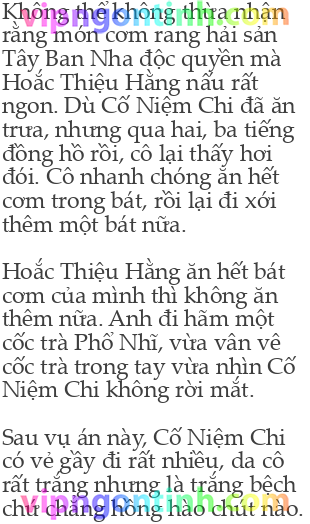 Không thể không thừa nhận
rằng món cơm rang hải sản
Tây Ban Nha độc quyền mà
Hoắc Thiệu Hằng nấu rất
ngon. Dù Cố Niệm Chi đã ăn
trưa, nhưng qua hai, ba tiếng
đồng hồ rồi, cô lại thấy hơi
đói. Cô nhanh chóng ăn hết
cơm trong bát, rồi lại đi xới
thêm một bát nữa.

Hoắc Thiệu Hằng ăn hết bát
cơm của mình thì không ăn
thêm nữa. Anh đi hãm một
cốc trà Phổ Nhĩ, vừa vân vê
cốc trà trong tay vừa nhìn Cố
Niệm Chi không rời mắt.

Sau vụ án này, Cố Niệm Chi
có vẻ gầy đi rất nhiều, da cô
rất trắng nhưng là trắng bệch
chứ chẳng hồng hào chút nào.
vipngontinh.com
vipngontinh.com